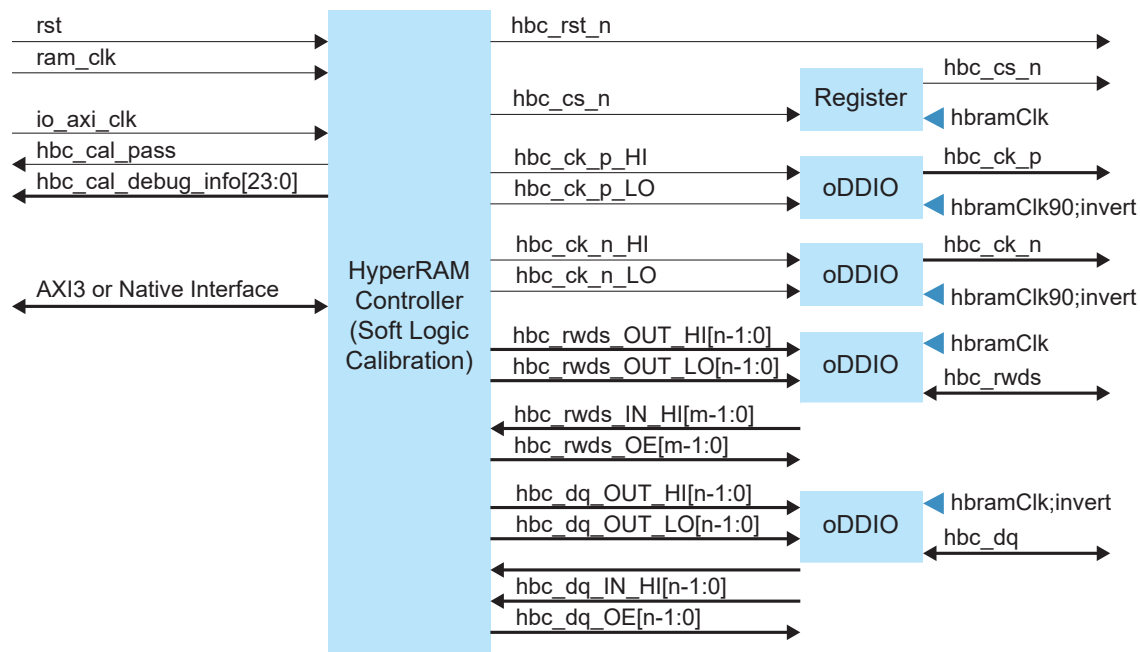 rst
ram_clk
io_axi_clk
hbc_cal_pass
hbc_cal_debug_info[23:0]
AXI3 or Native Interface
HyperRAM
Controller
(Soft Logic
Calibration)
hbc_rst_n
hbc_cs_n
Register
hbc_cs_n
hbramClk
hbc_ck_p_HI
hbc_ck_p_LO
oDDIO
hbc_ck_p
hbramClk90;invert
hbc_ck_n_HI
hbc_ck_n_LO
oDDIO
hbc_ck_n
hbramClk90;invert
hbc_rwds_OUT_HI[n-1:0]
hbc_rwds_OUT_LO[n-1:0]
oDDIO
hbramClk
hbc_rwds
hbc_rwds_IN_HI[m-1:0]
hbc_rwds_OE[m-1:0]
hbc_dq_OUT_HI[n-1:0]
hbc_dq_OUT_LO[n-1:0]
oDDIO
hbramClk;invert
hbc_dq
hbc_dq_IN_HI[n-1:0]
hbc_dq_OE[n-1:0]